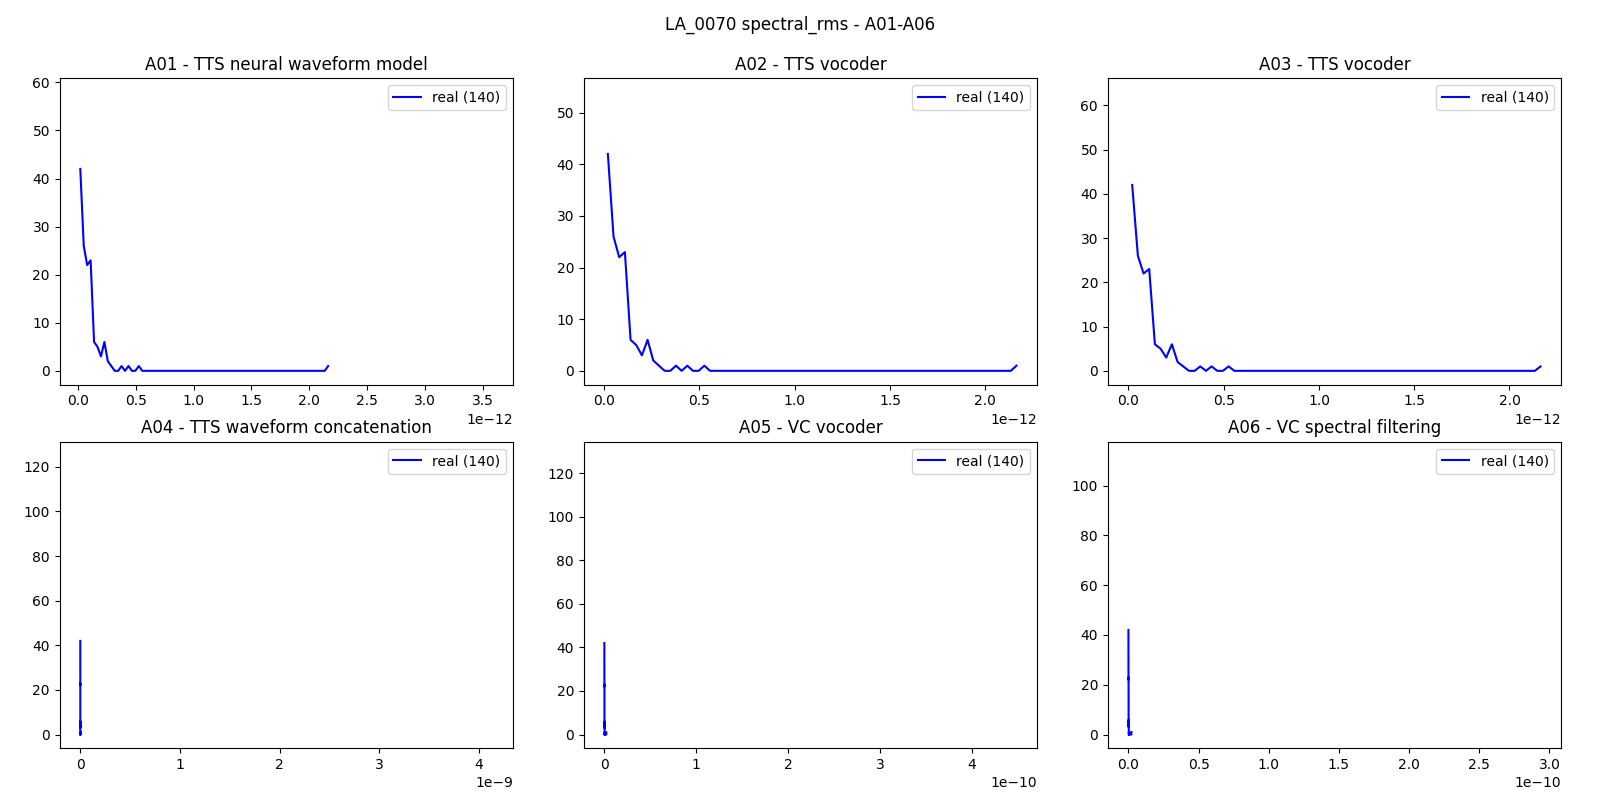 LA_0070 spectral_rms - A01-A06
A01 - TTS neural waveform model
60
50
40
30
20
10
0
real (140)
0.0 0.5 1.0 1.5 2.0 2.5 3.0 3.5
1e−12
A02 - TTS vocoder
50
40
30
20
10
0
real (140)
0.0 0.5 1.0 1.5 2.0
1e−12
A03 - TTS vocoder
60
50
40
30
20
10
0
real (140)
0.0 0.5 1.0 1.5 2.0
1e−12
A04 - TTS waveform concatenation
120
100
80
60
40
20
0
real (140)
0 1 2 3 4
1e−9
A05 - VC vocoder
120
100
80
60
40
20
0
real (140)
0 1 2 3 4
1e−10
A06 - VC spectral filtering
100
80
60
40
20
0
real (140)
0.0 0.5 1.0 1.5 2.0 2.5 3.0
1e−10